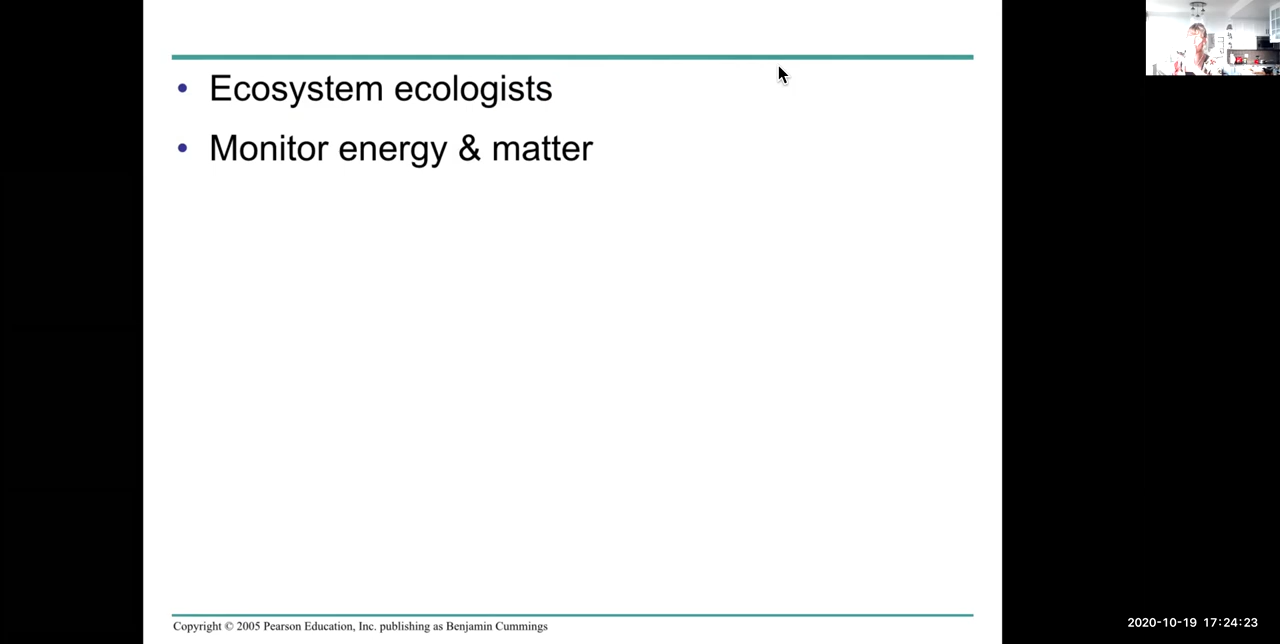 • Ecosystem ecologists
• Monitor energy & matter
Copyright © 2005 Pearson Education, Inc. publishing as Benjamin Cummings
2020-10-19 17:24:23